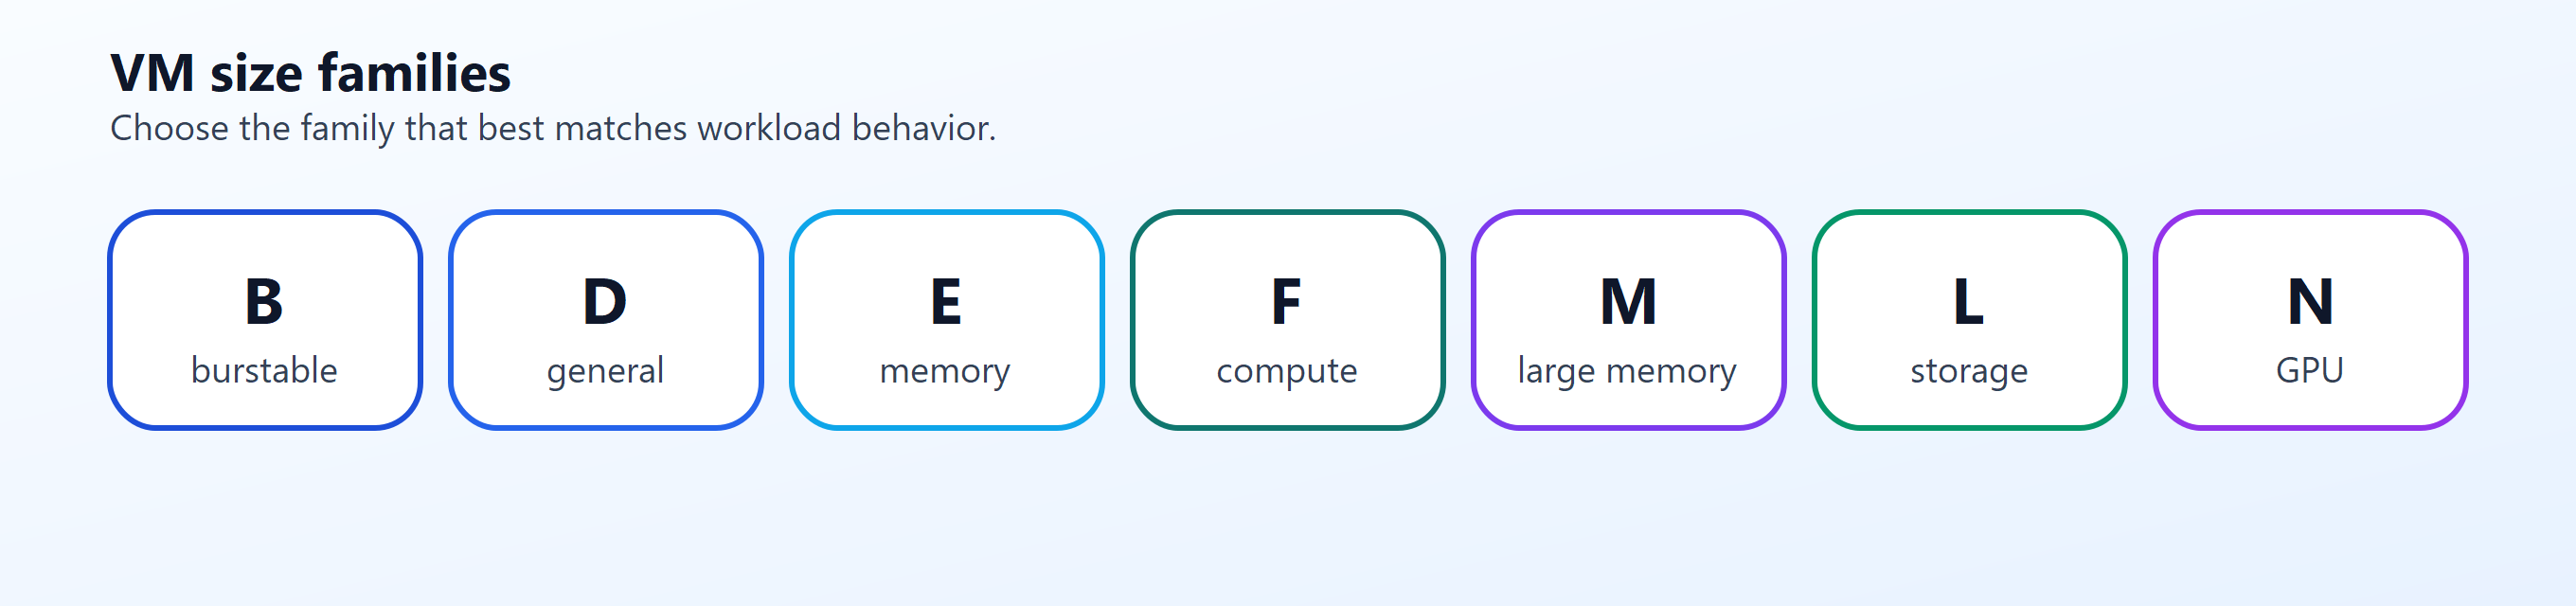 VM size families
Choose the family that best matches workload behavior.
B
burstable
D
general
E
memory
F
compute
M
large memory
L
storage
N
GPU